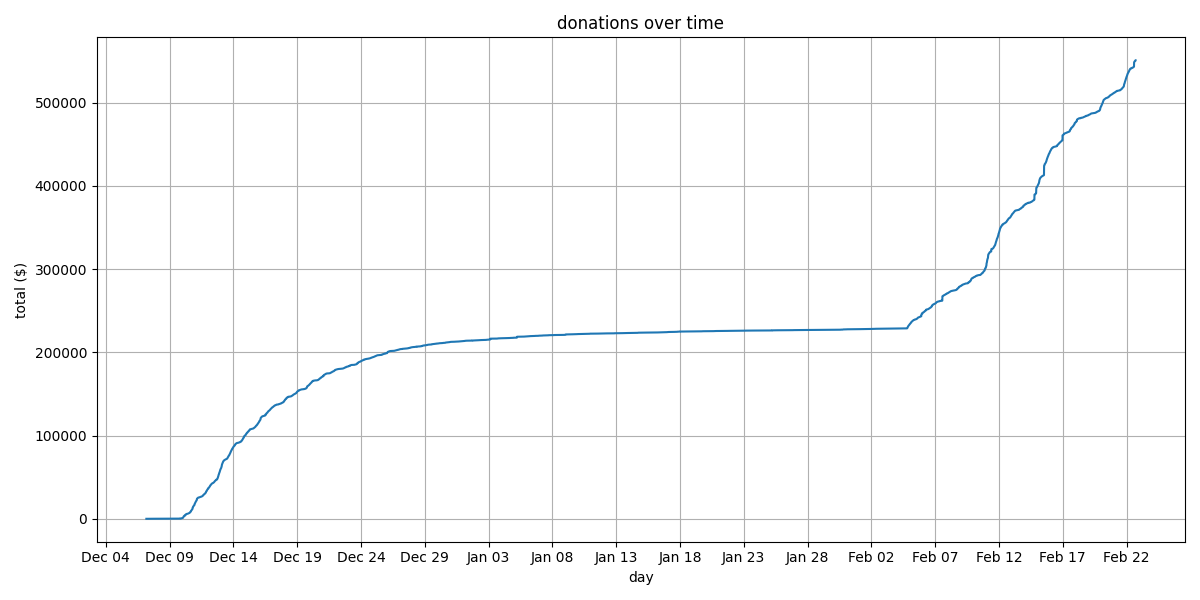 donations over time
total ($)
500000
400000
300000
200000
100000
0
Dec 04 Dec 09 Dec 14 Dec 19 Dec 24 Dec 29 Jan 03 Jan 08 Jan 13 Jan 18 Jan 23 Jan 28 Feb 02 Feb 07 Feb 12 Feb 17 Feb 22
day